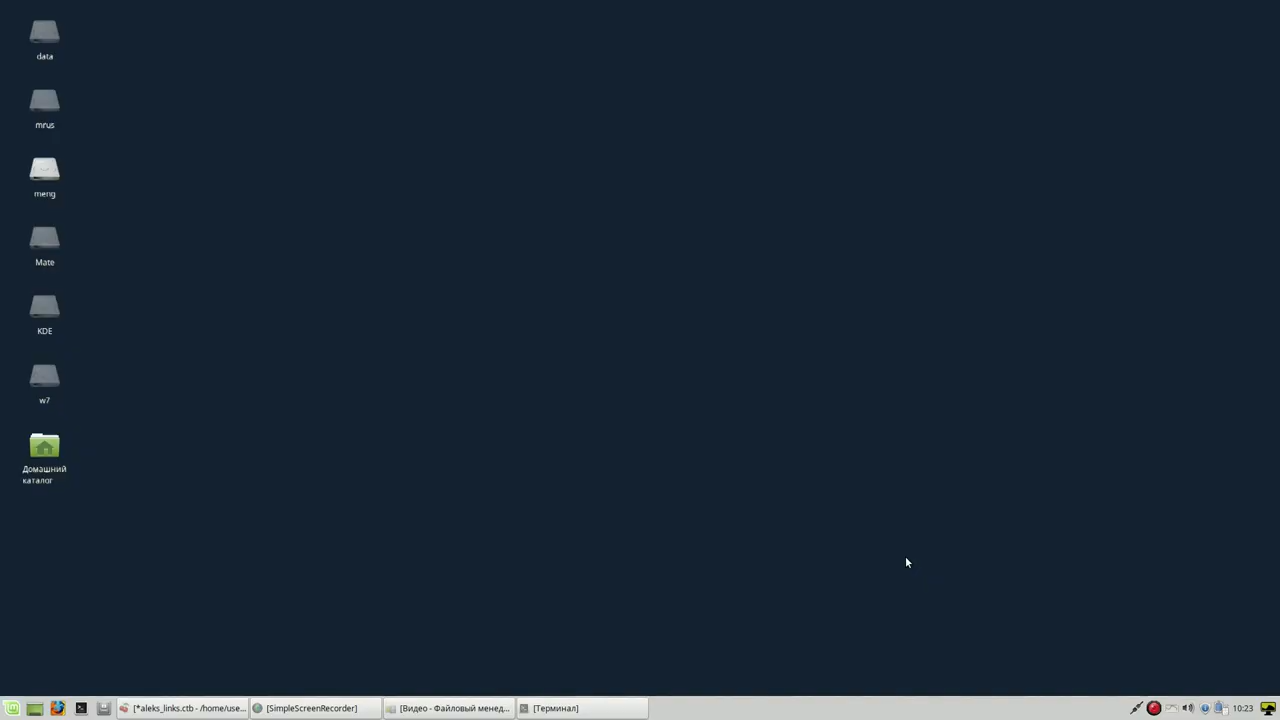 data
mrus
meng
Mate
KDE
w7
Домашний
каталог
[*aleks_links.ctb - /home/use... [SimpleScreenRecorder] [Видео - Файловый менед... [Терминал] 10:23